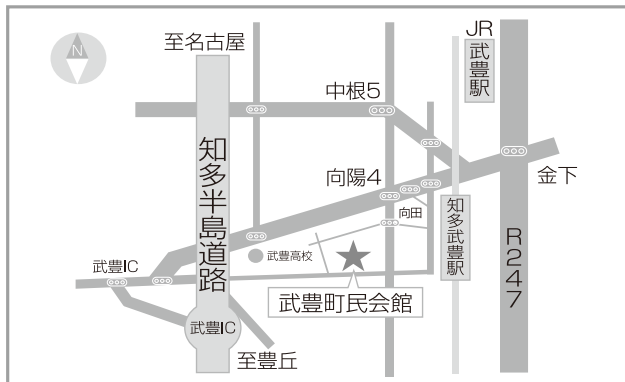 N
至名古屋
JR
武豊駅
中根5
知多半島道路
向陽4
金下
向田
知多武豊駅
R247
武豊高校
武豊IC
武豊町民会館
武豊IC
至豊丘